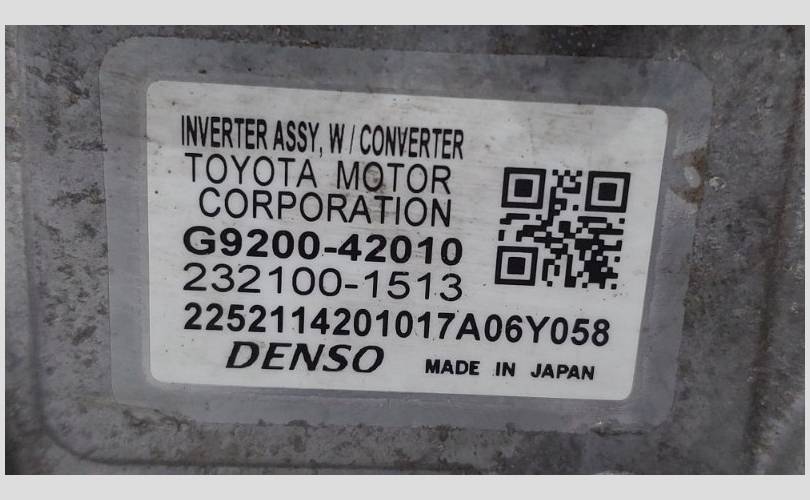 INVERTER ASSY, W / CONVERTER
TOYOTA MOTOR
CORPORATION
G9200-42010
232100-1513
2252114201017A06Y058
DENSO MADE IN JAPAN